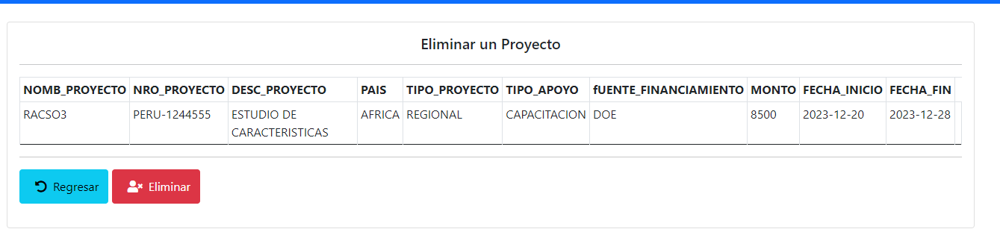 Eliminar un Proyecto
NOMB_PROYECTO NRO_PROYECTO DESC_PROYECTO PAIS TIPO_PROYECTO TIPO_APOYO fUENTE_FINANCIAMIENTO MONTO FECHA_INICIO FECHA_FIN
RACSO3 PERU-1244555 ESTUDIO DE AFRICA REGIONAL CAPACITACION DOE 8500 2023-12-20 2023-12-28
CARACTERISTICAS
Regresar Eliminar